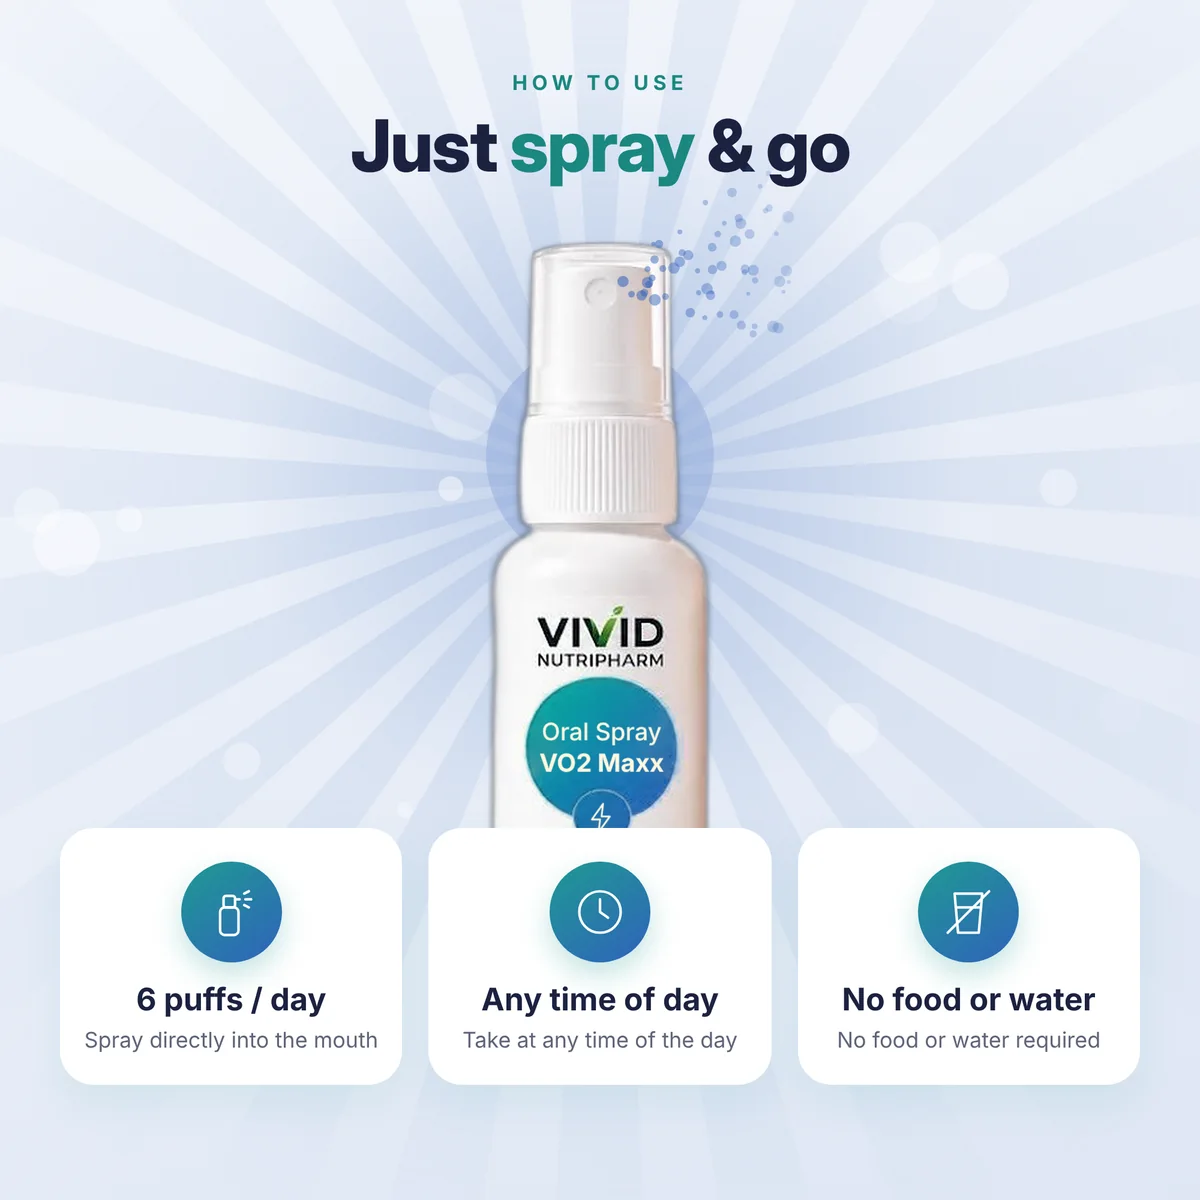 HOW TO USE
Just spray & go
VIVID
NUTRIPHARM
Oral Spray
VO2 Maxx
6 puffs / day
Spray directly into the mouth
Any time of day
Take at any time of the day
No food or water
No food or water required